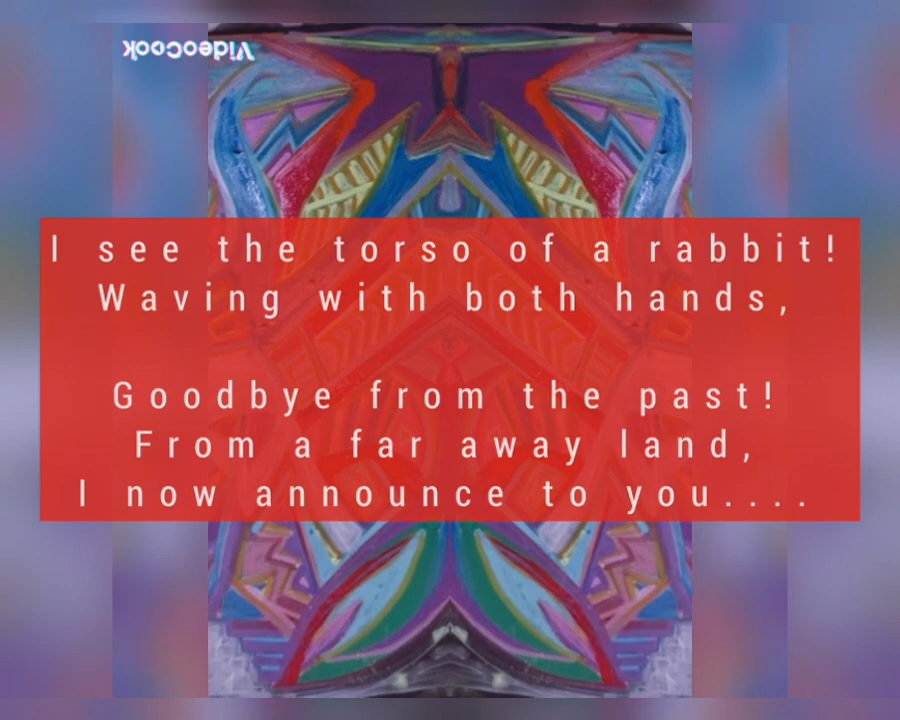 VideoCook
I see the torso of a rabbit!
Waving with both hands,
Goodbye from the past!
From a far away land,
I now announce to you....